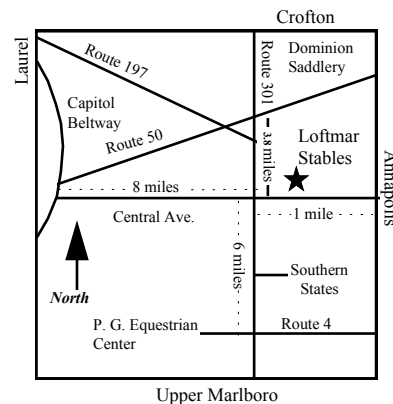 Crofton
Laurel
Route 197
Route 301
Dominion
Saddlery
Capitol
Beltway
Route 50
3.8 miles
Loftmar
Stables
Annapolis
8 miles
Central Ave.
1 mile
6 miles
North
Southern
States
P. G. Equestrian
Center
Route 4
Upper Marlboro